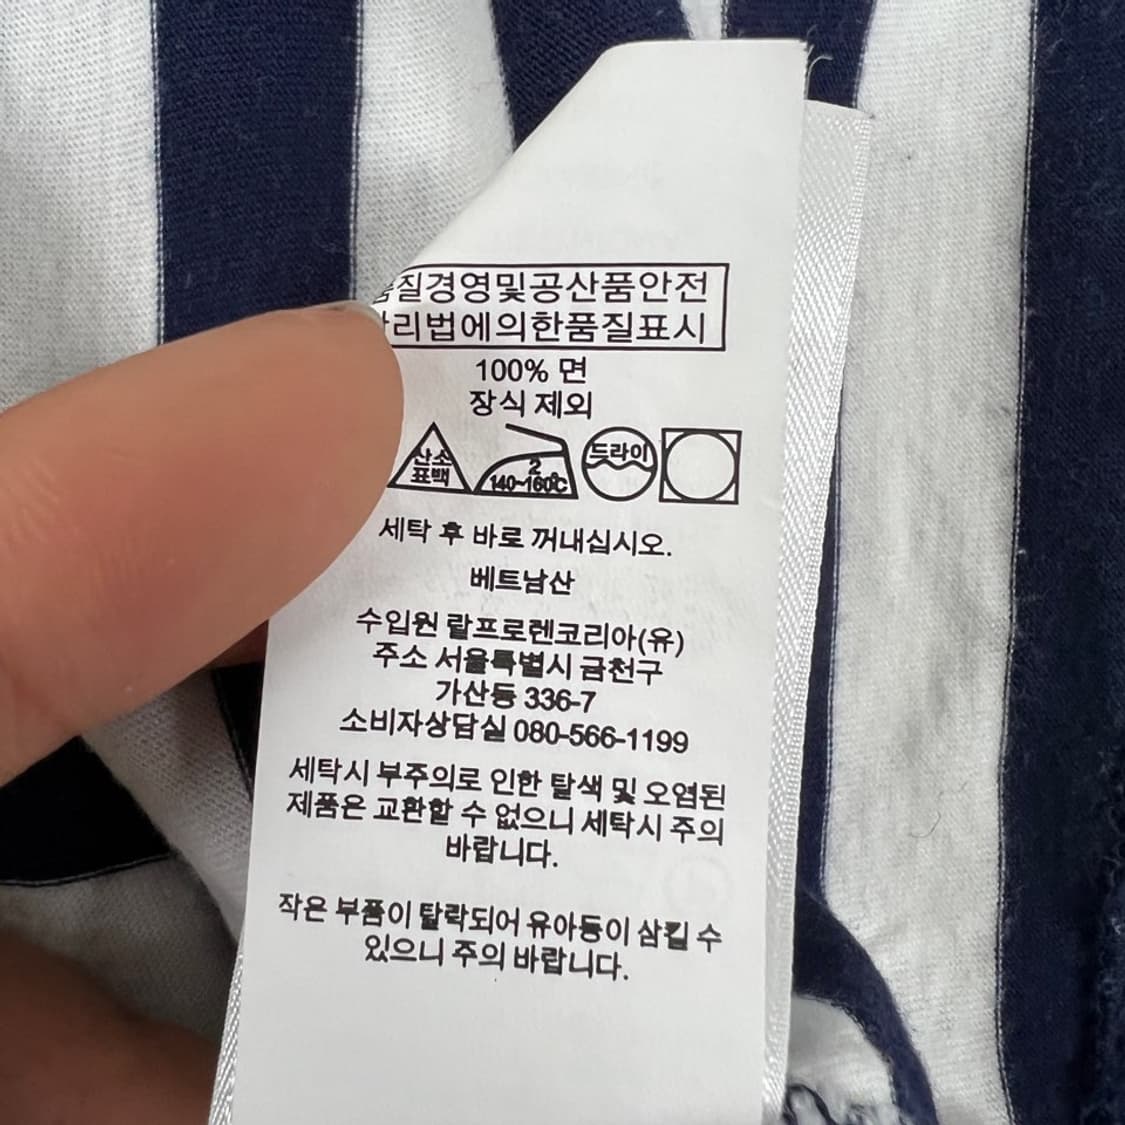 질경영및공산품안전
리법에의한품질표시
100% 면
장식 제외
산소
표백
2
140~160℃
드라이
세탁 후 바로 꺼내십시오.
베트남산
수입원 랄프로렌코리아(유)
주소 서울특별시 금천구
가산동 336-7
소비자상담실 080-566-1199
세탁시 부주의로 인한 탈색 및 오염된
제품은 교환할 수 없으니 세탁시 주의
바랍니다.
작은 부품이 탈락되어 유아등이 삼킬 수
있으니 주의 바랍니다.